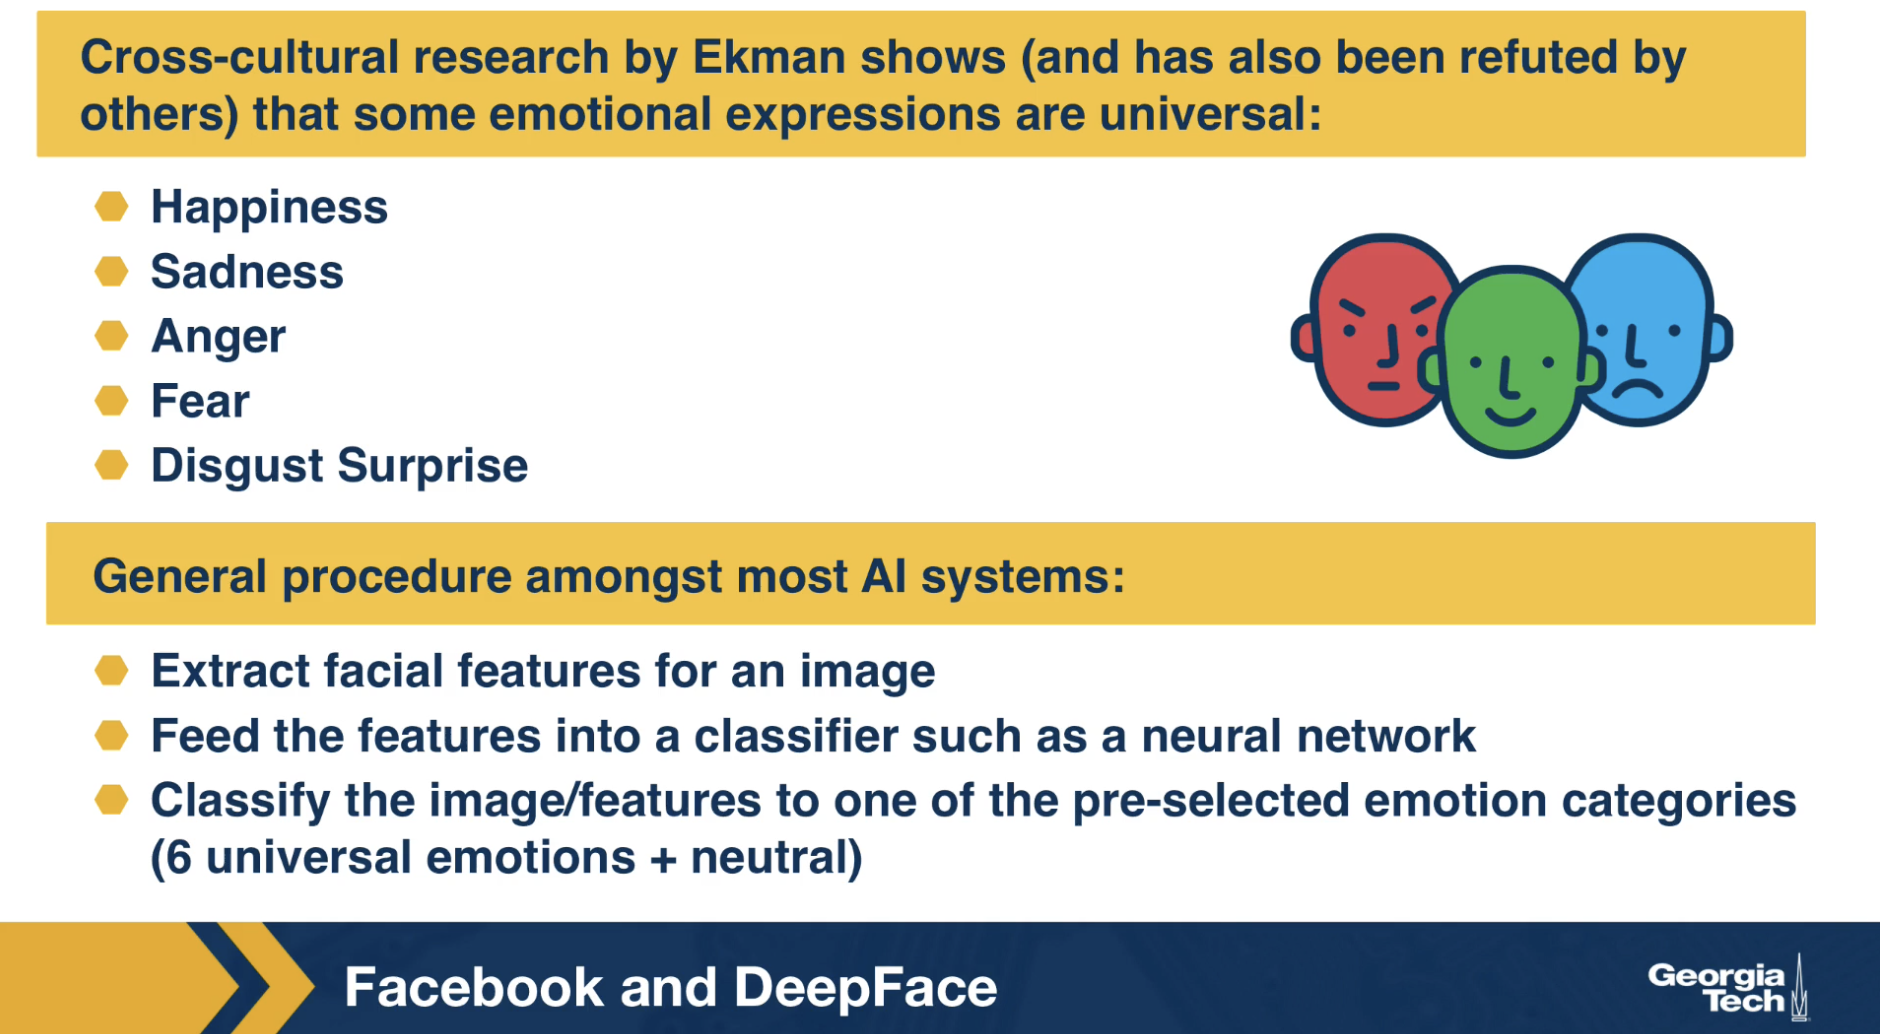 Cross-cultural research by Ekman shows (and has also been refuted by
others) that some emotional expressions are universal:
Happiness
Sadness
Anger
Fear
Disgust Surprise
General procedure amongst most AI systems:
Extract facial features for an image
Feed the features into a classifier such as a neural network
Classify the image/features to one of the pre-selected emotion categories
(6 universal emotions + neutral)
Facebook and DeepFace
Georgia
Tech